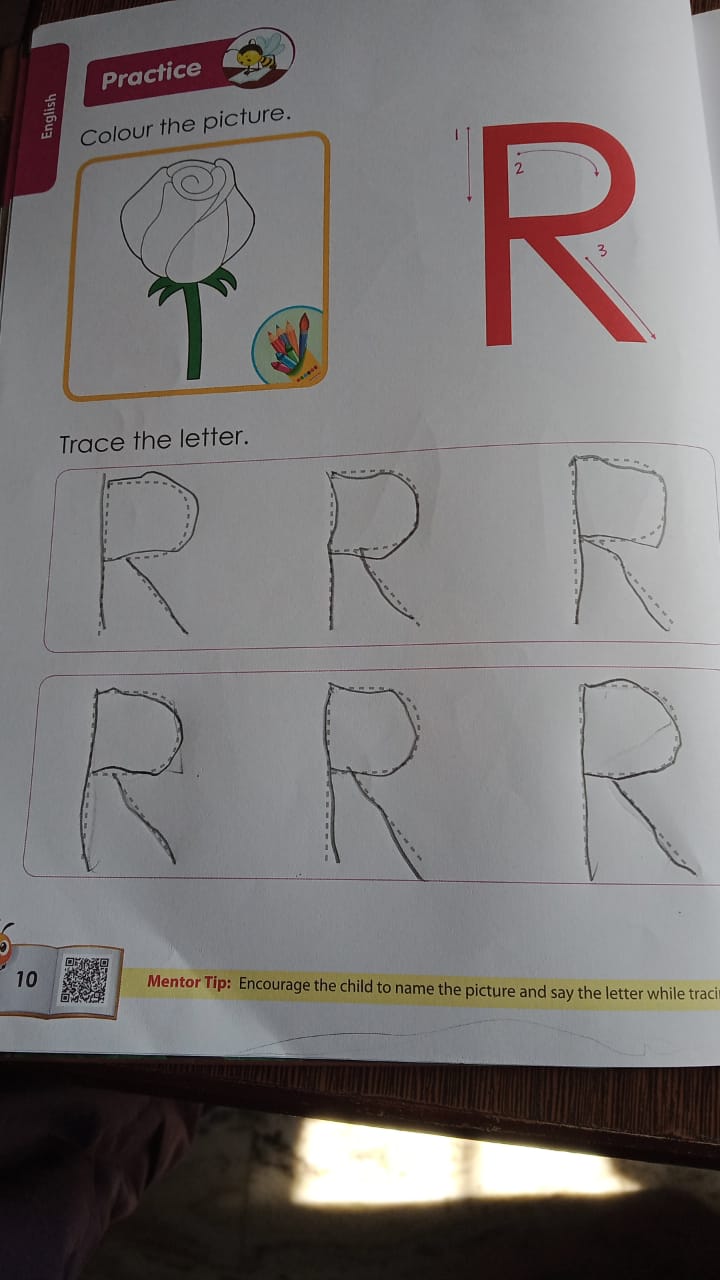 English
Practice
Colour the picture.
1
2
3
R
Trace the letter.
R R R
R R R
10
Mentor Tip: Encourage the child to name the picture and say the letter while traci